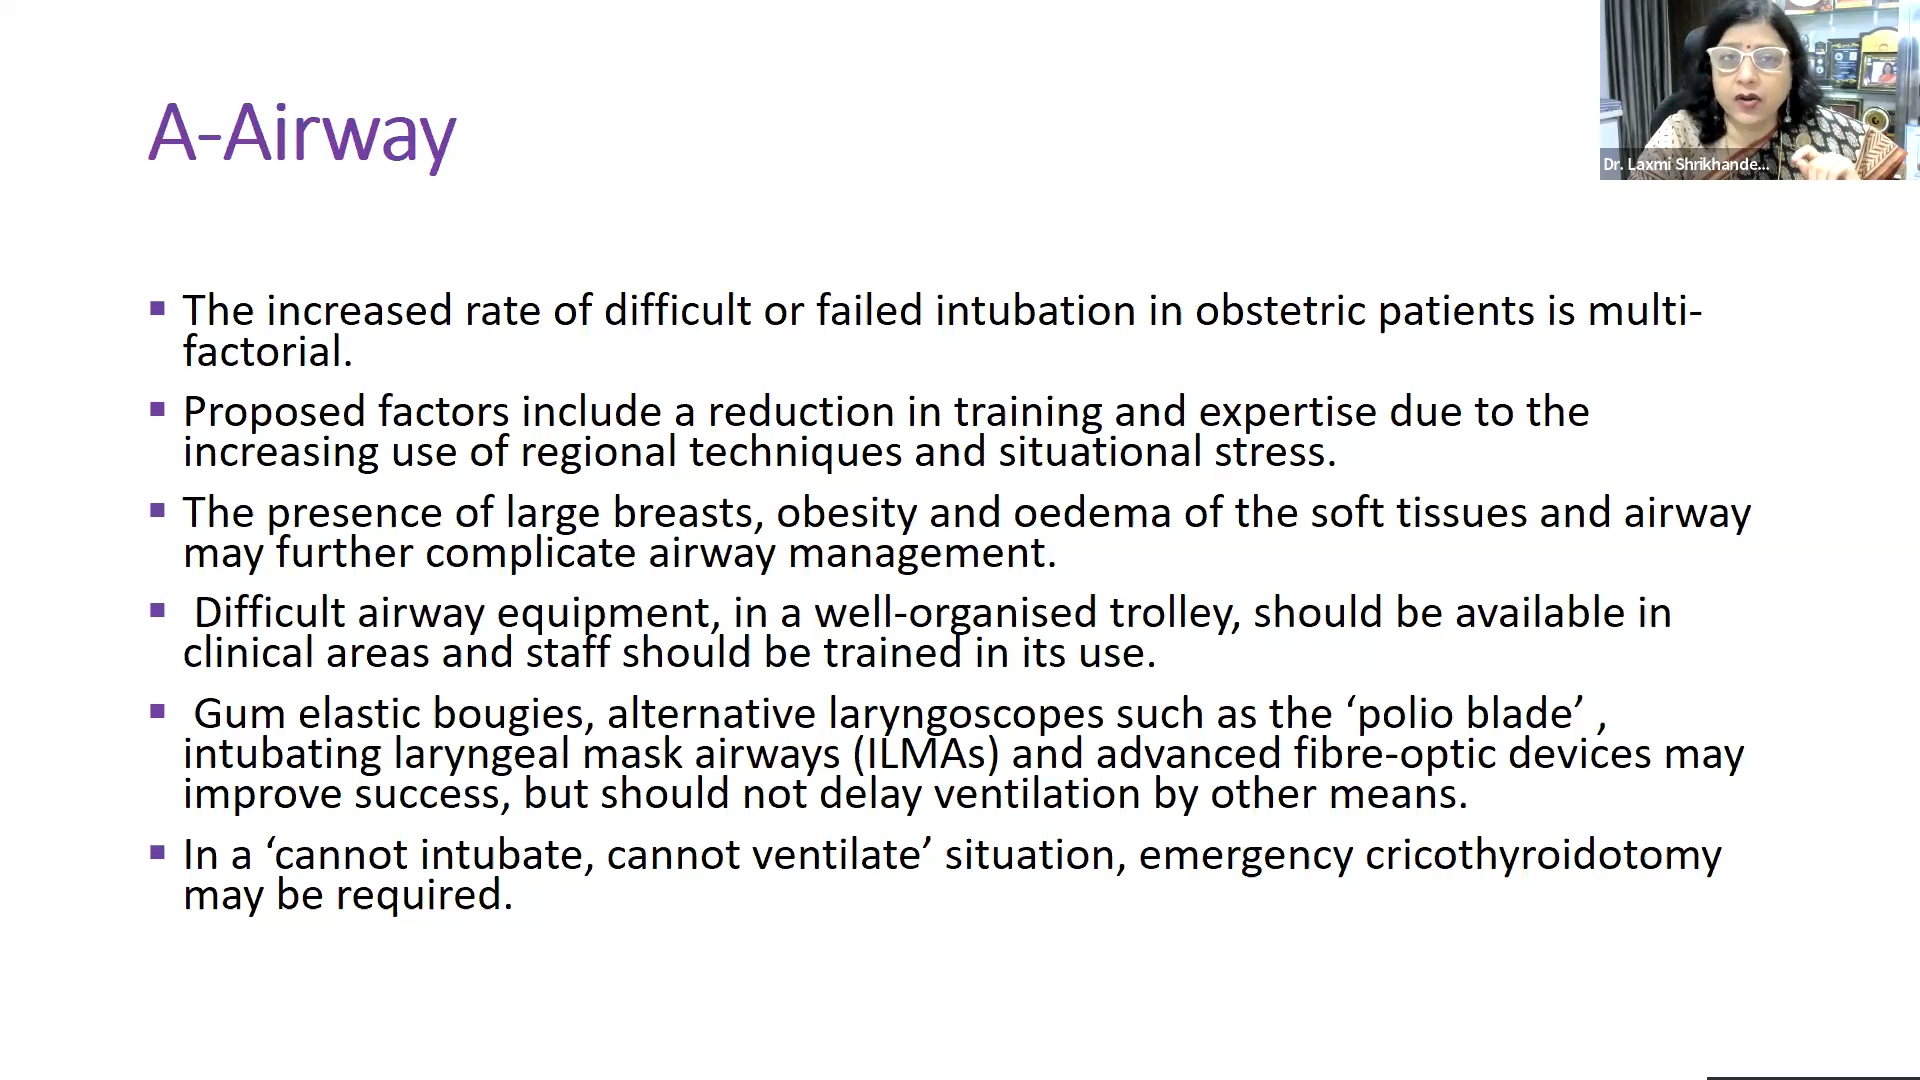 A-Airway
Dr. Laxmi Shrikhande...
▪ The increased rate of difficult or failed intubation in obstetric patients is multi-
factorial.
▪ Proposed factors include a reduction in training and expertise due to the
increasing use of regional techniques and situational stress.
▪ The presence of large breasts, obesity and oedema of the soft tissues and airway
may further complicate airway management.
▪ Difficult airway equipment, in a well-organised trolley, should be available in
clinical areas and staff should be trained in its use.
▪ Gum elastic bougies, alternative laryngoscopes such as the ‘polio blade’ ,
intubating laryngeal mask airways (ILMAs) and advanced fibre-optic devices may
improve success, but should not delay ventilation by other means.
▪ In a ‘cannot intubate, cannot ventilate’ situation, emergency cricothyroidotomy
may be required.